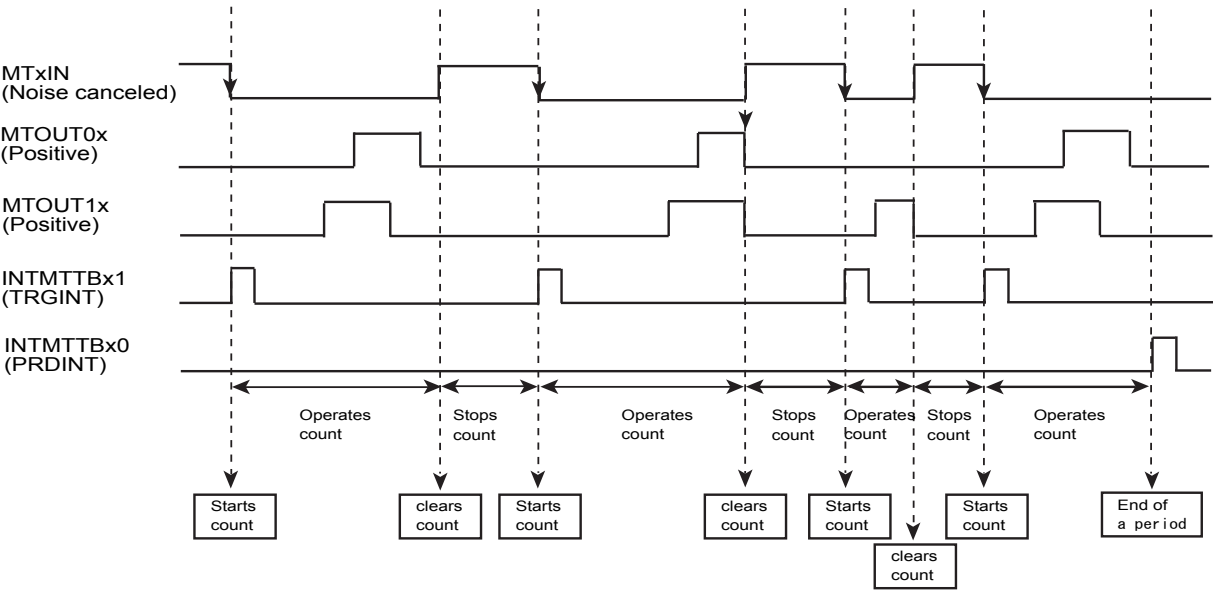 MTxIN
(Noise canceled)
MTOUT0x
(Positive)
MTOUT1x
(Positive)
INTMTTBx1
(TRGINT)
INTMTTBx0
(PRDINT)
Operates
count
Stops
count
Operates
count
Stops
count
Operates
count
Stops
count
Operates
count
Starts
count
clears
count
Starts
count
clears
count
Starts
count
clears
count
Starts
count
End of
a period